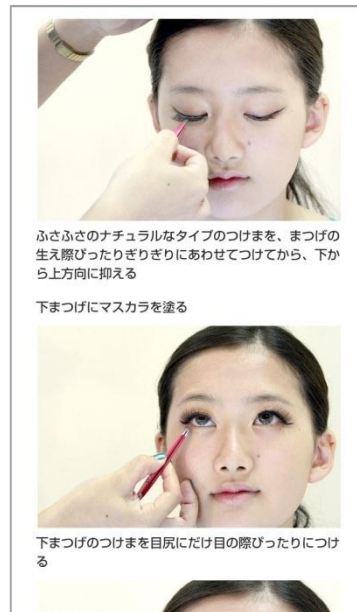 ふさふさのナチュラルなタイプのつけまを、まつげの
生え際ぴったりぎりぎりにあわせてつけてから、下か
ら上方向に抑える
下まつげにマスカラを塗る
下まつげのつけまを目尻にだけ目の際ぴったりにつけ
る